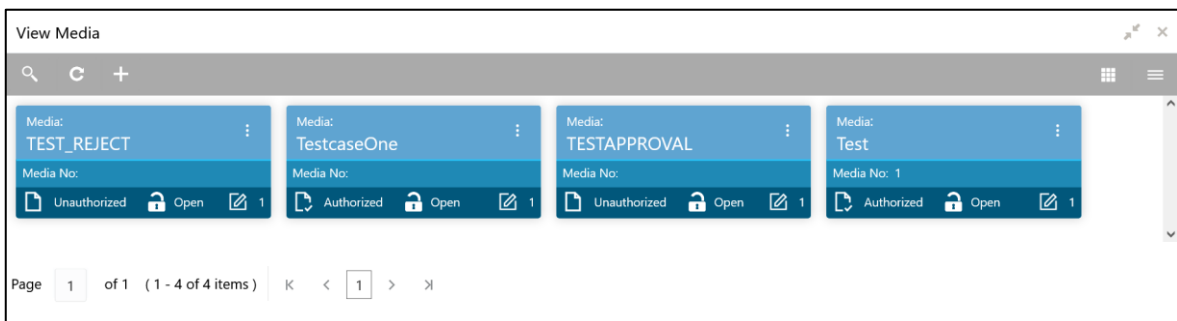 View Media
Media:
TEST_REJECT
Media No:
Unauthorized Open 1
Media:
TestcaseOne
Media No:
Authorized Open 1
Media:
TESTAPPROVAL
Media No:
Unauthorized Open 1
Media:
Test
Media No: 1
Authorized Open 1
Page 1 of 1 ( 1 - 4 of 4 items ) 1